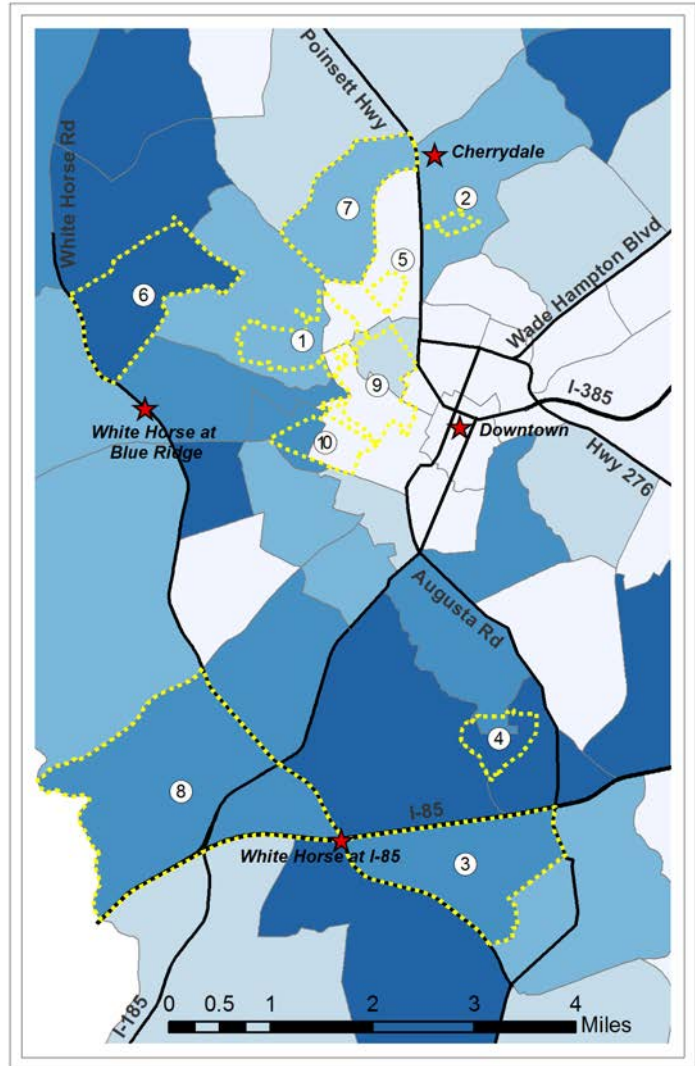 Poinsett Hwy
White Horse Rd
Cherrydale
7
2
Wade Hampton Blvd
5
6
1
I-385
9
White Horse at
Blue Ridge
10
Downtown
Hwy 276
Augusta Rd
4
8
I-85
White Horse at I-85
3
I-185
0 0.5 1 2 3 4
Miles